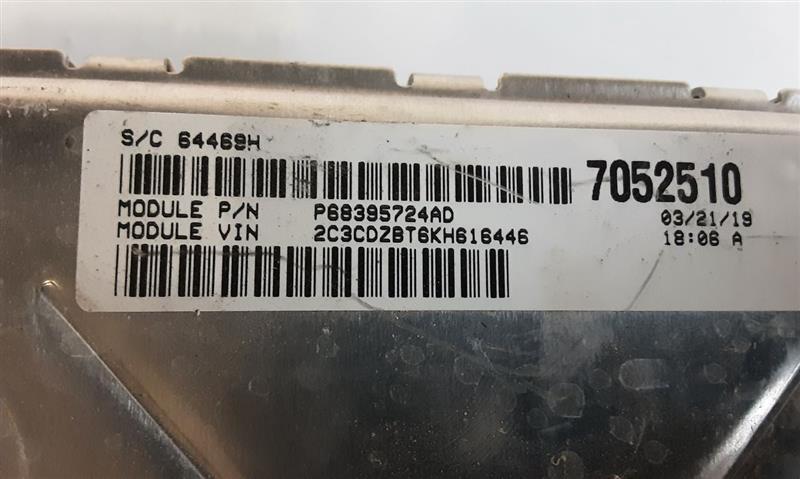 S/C 64469H
7052510
MODULE P/N P68395724AD
03/21/19
MODULE VIN 2C3CDZBT6KH616446
18:06 A